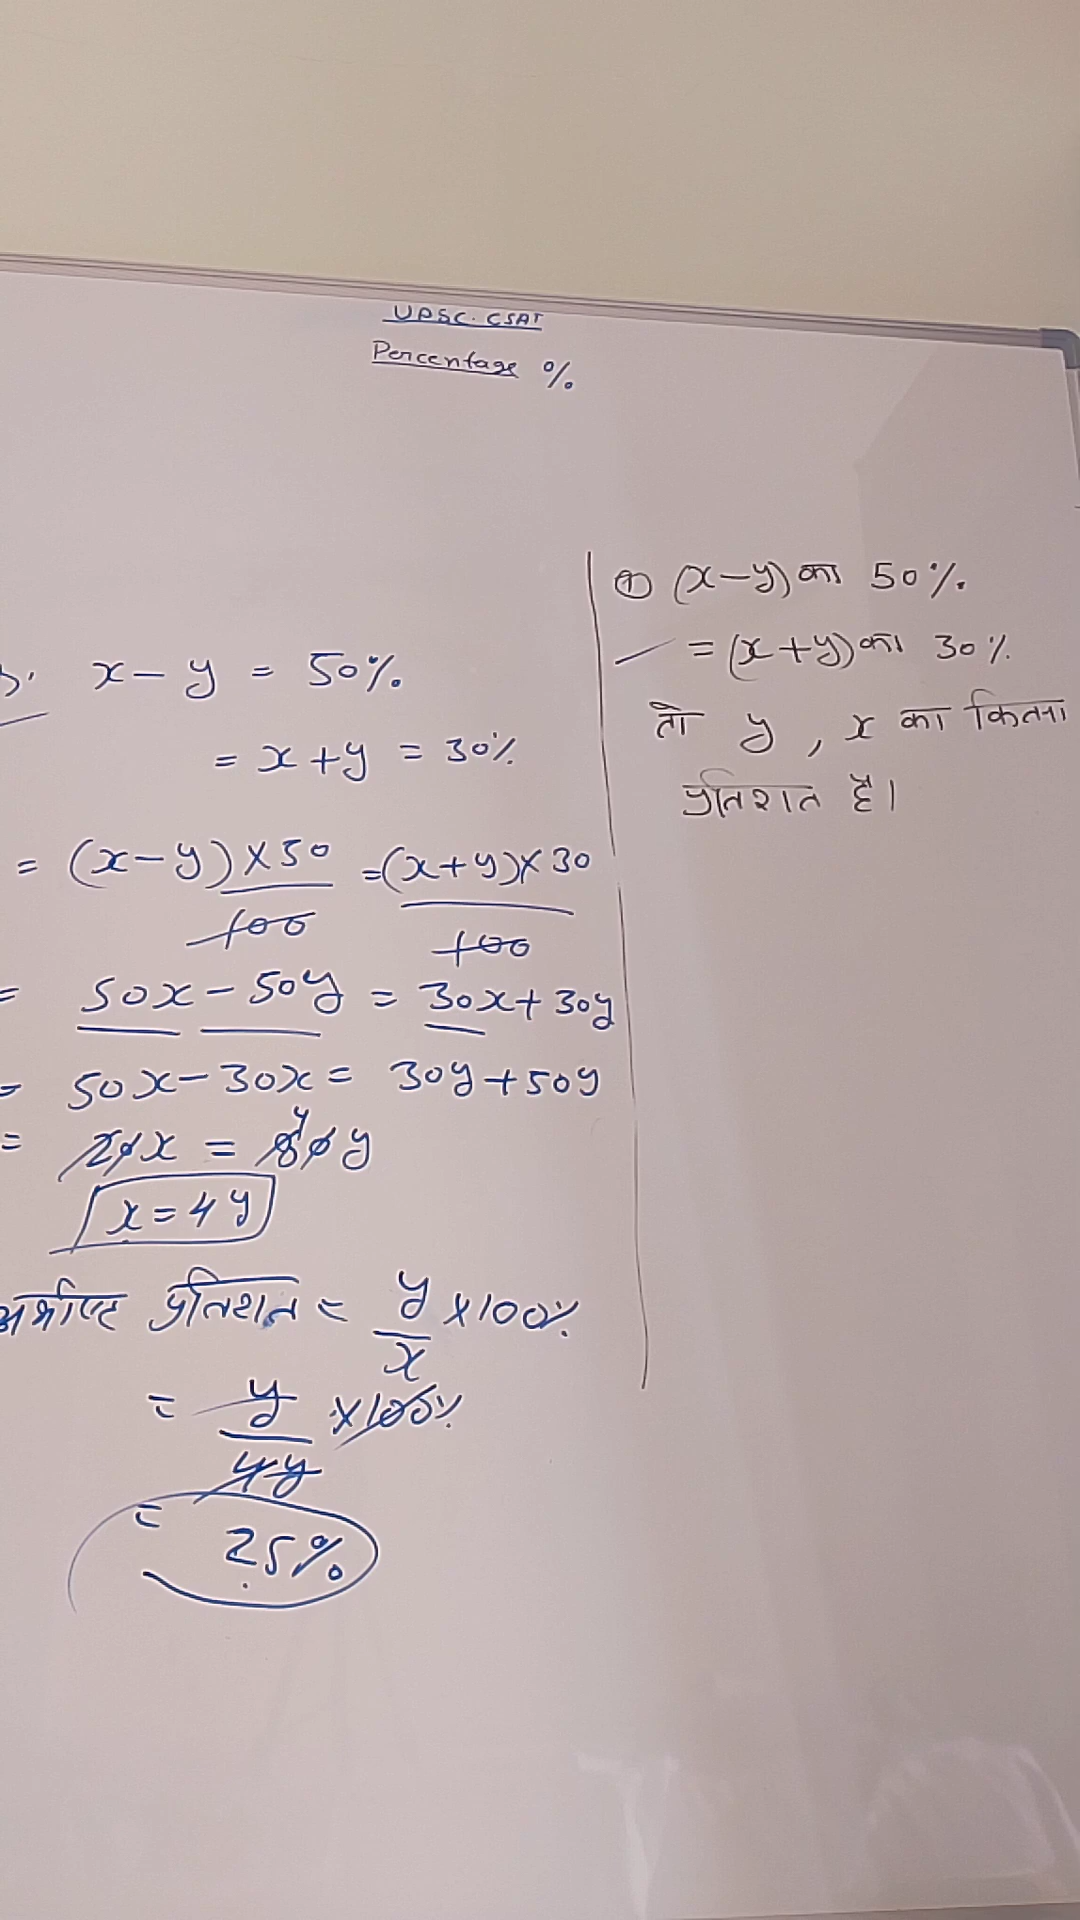 UPSC. CSAT
Percentage %
① (x-y) का 50%.
= (x+y) का 30%.
तो y, x का कितना
प्रतिशत है।
x - y = 50%.
= x + y = 30%
= (x-y) × 50 = (x+y) × 30
100 100
= 50x - 50y = 30x + 30y
= 50x - 30x = 30y + 50y
4
= 20x = 80y
x = 4y
प्रतिशत = y × 100%
x
= y × 100%
4y
= 25%